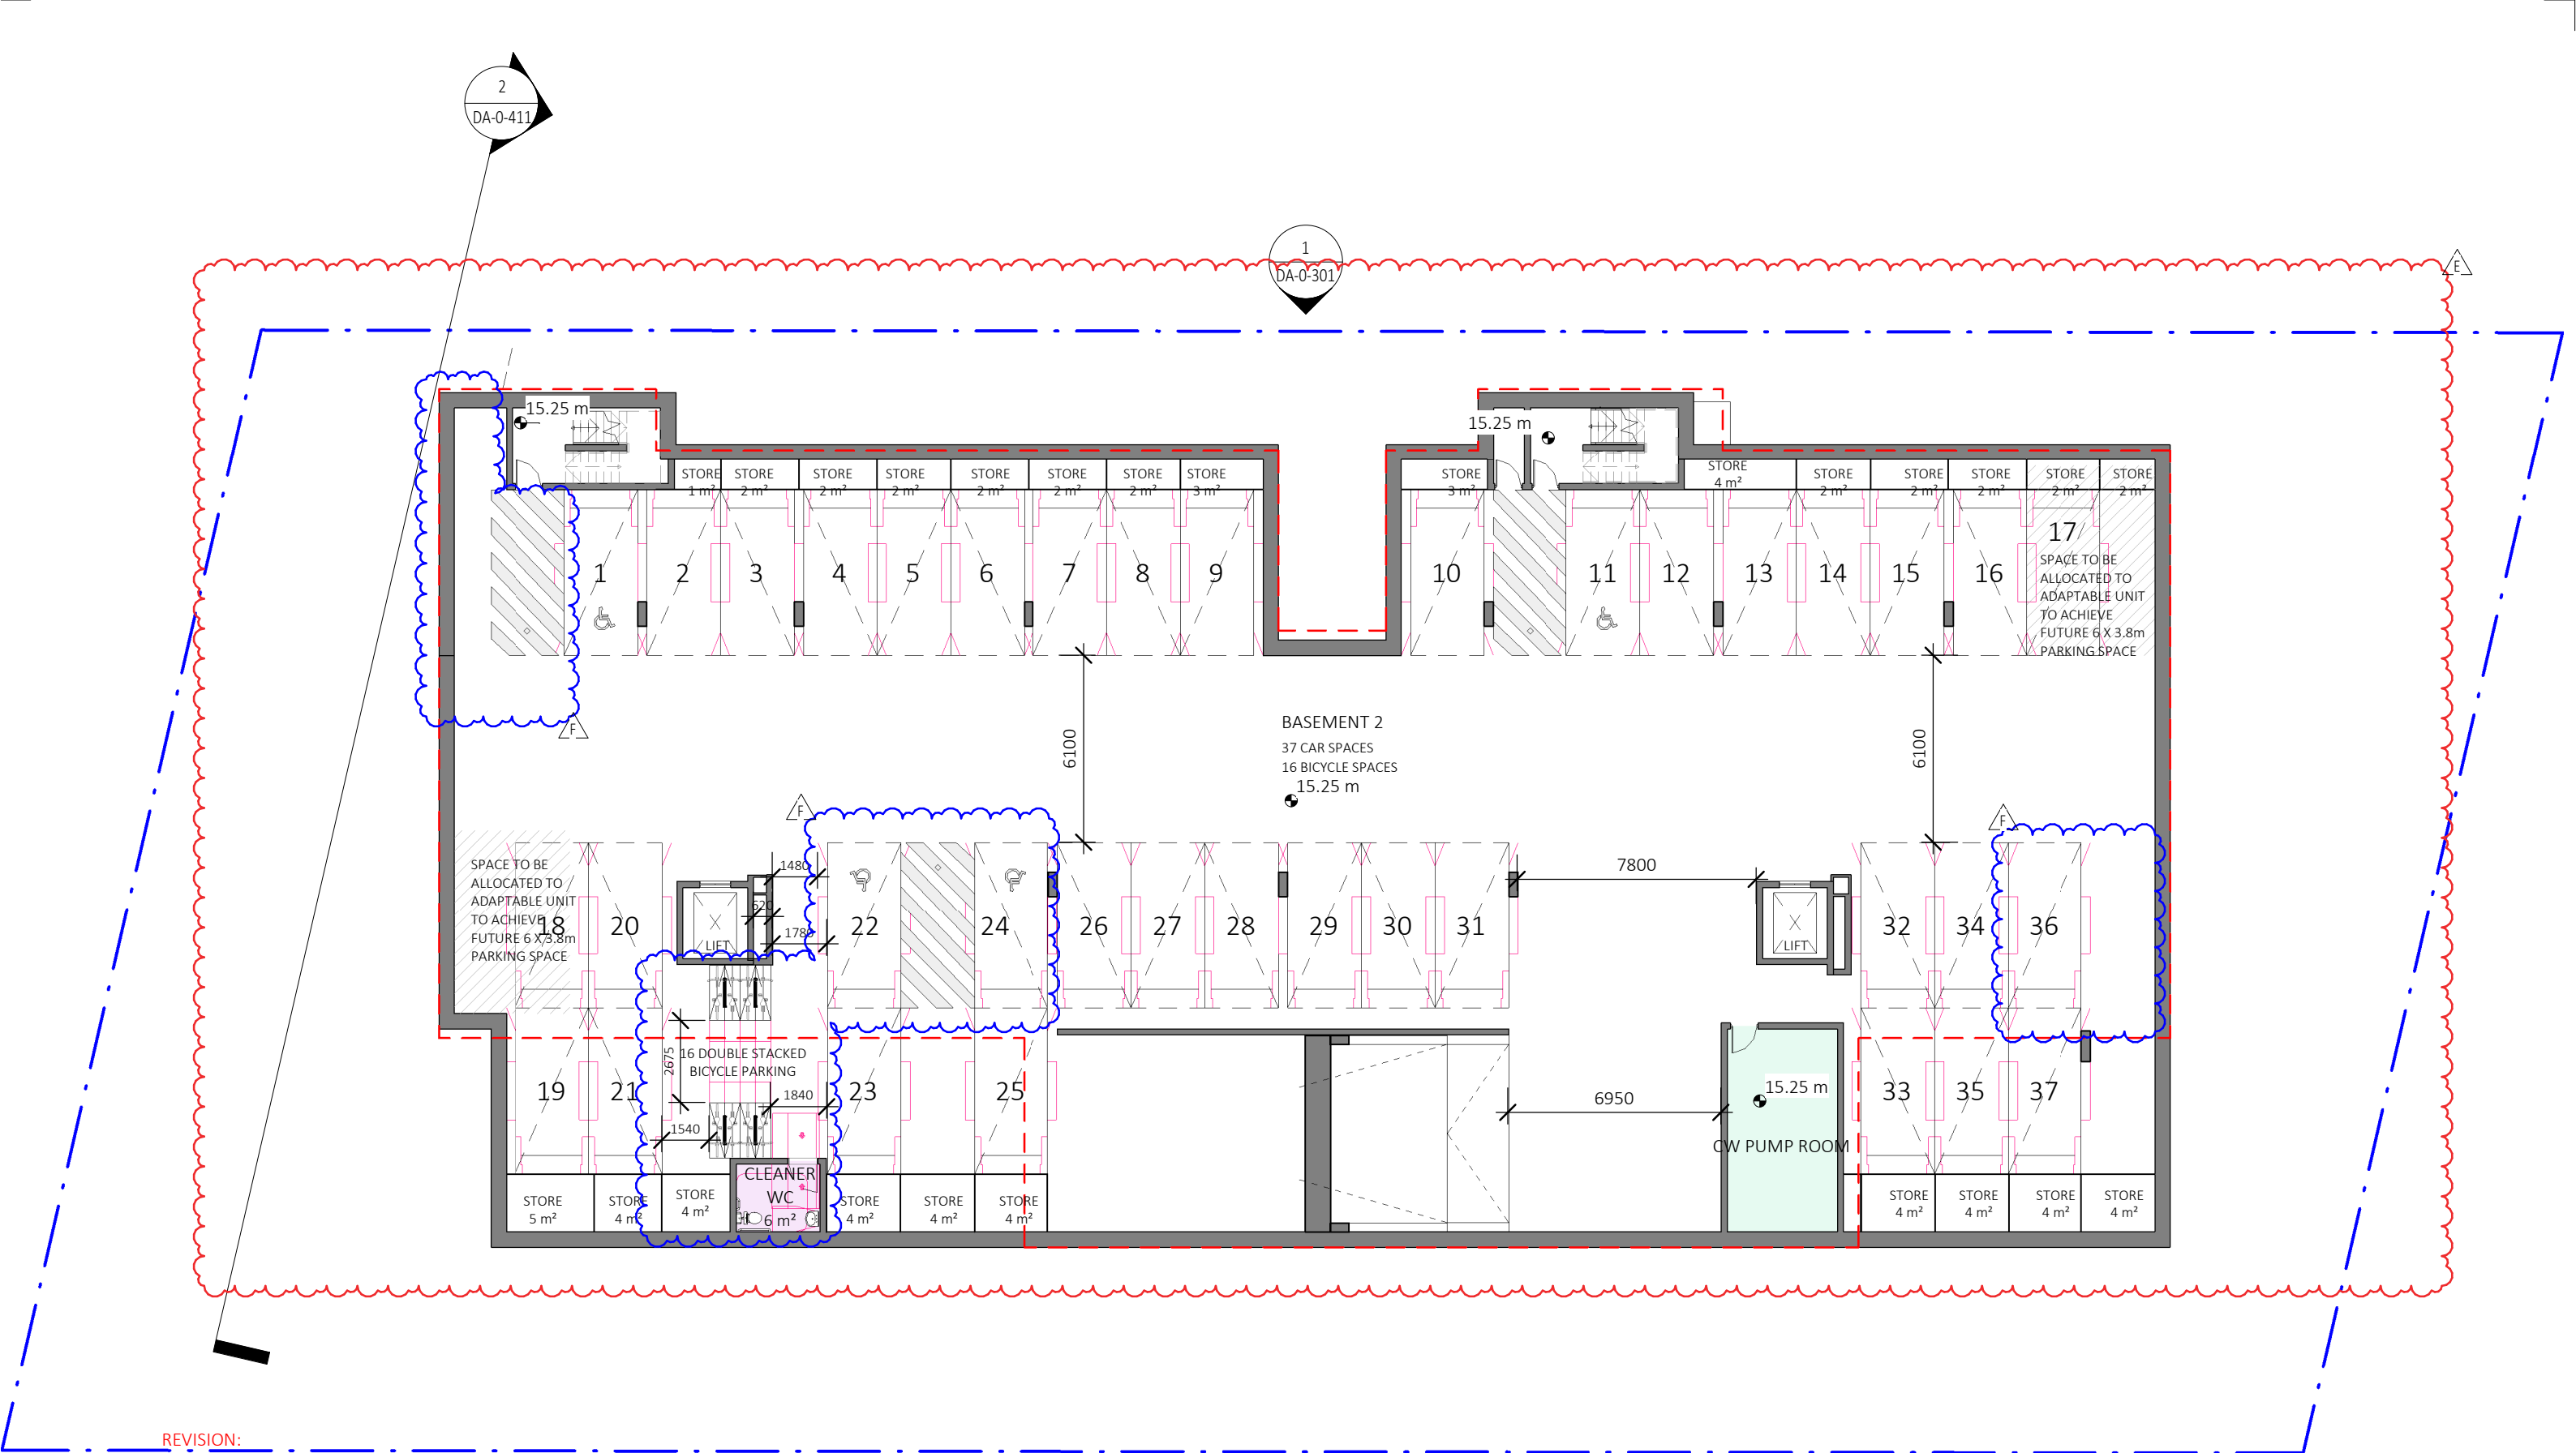 2
DA-0-411
1
DA-0-301
E
15.25 m
15.25 m
STORE
1 m²
STORE
2 m²
STORE
2 m²
STORE
2 m²
STORE
2 m²
STORE
2 m²
STORE
2 m²
STORE
3 m²
STORE
3 m²
STORE
4 m²
STORE
2 m²
STORE
2 m²
STORE
2 m²
STORE
2 m²
STORE
2 m²
1
2
3
4
5
6
7
8
9
10
11
12
13
14
15
16
17
SPACE TO BE
ALLOCATED TO
ADAPTABLE UNIT
TO ACHIEVE
FUTURE 6 X 3.8m
PARKING SPACE
F
6100
BASEMENT 2
37 CAR SPACES
16 BICYCLE SPACES
15.25 m
6100
F
F
SPACE TO BE
ALLOCATED TO
ADAPTABLE UNIT
TO ACHIEVE
FUTURE 6 X 3.8m
PARKING SPACE
18
20
LIFT
1480
620
1780
22
24
26
27
28
29
30
31
7800
LIFT
32
34
36
19
21
2675
16 DOUBLE STACKED
BICYCLE PARKING
1840
1540
23
25
6950
15.25 m
CW PUMP ROOM
33
35
37
STORE
5 m²
STORE
4 m²
STORE
4 m²
CLEANER
WC
6 m²
STORE
4 m²
STORE
4 m²
STORE
4 m²
STORE
4 m²
STORE
4 m²
STORE
4 m²
STORE
4 m²
REVISION: